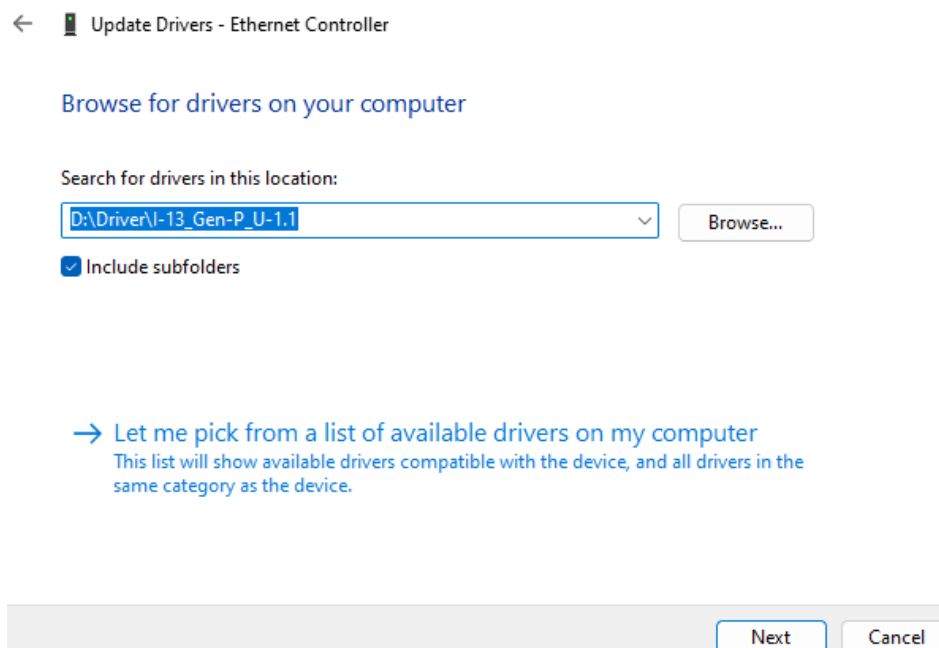 Update Drivers - Ethernet Controller
Browse for drivers on your computer
Search for drivers in this location:
D:\Driver\I-13_Gen-P_U-1.1
Browse...
Include subfolders
Let me pick from a list of available drivers on my computer
This list will show available drivers compatible with the device, and all drivers in the
same category as the device.
Next
Cancel